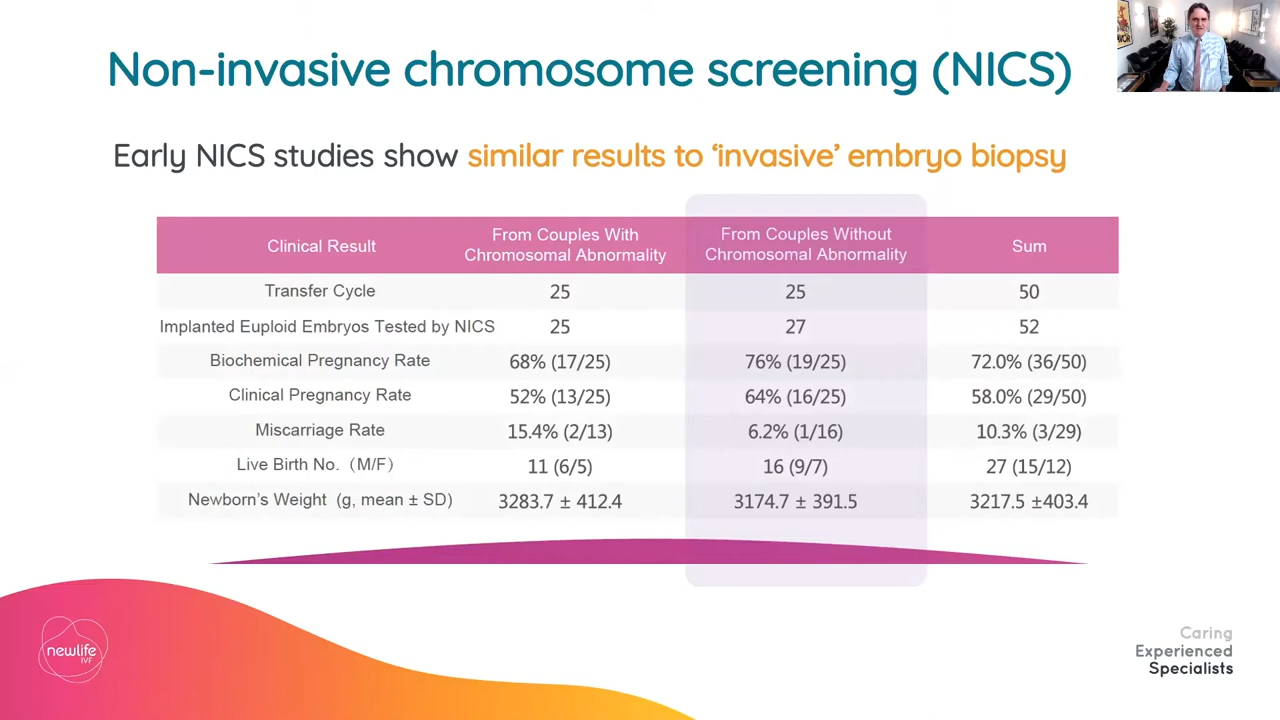 Non-invasive chromosome screening (NICS)
Early NICS studies show similar results to ‘invasive’ embryo biopsy
Clinical Result
From Couples With
Chromosomal Abnormality
From Couples Without
Chromosomal Abnormality
Sum
Transfer Cycle 25 25 50
Implanted Euploid Embryos Tested by NICS 25 27 52
Biochemical Pregnancy Rate 68% (17/25) 76% (19/25) 72.0% (36/50)
Clinical Pregnancy Rate 52% (13/25) 64% (16/25) 58.0% (29/50)
Miscarriage Rate 15.4% (2/13) 6.2% (1/16) 10.3% (3/29)
Live Birth No. (M/F) 11 (6/5) 16 (9/7) 27 (15/12)
Newborn’s Weight (g, mean ± SD) 3283.7 ± 412.4 3174.7 ± 391.5 3217.5 ±403.4
newlife
IVF
Caring
Experienced
Specialists